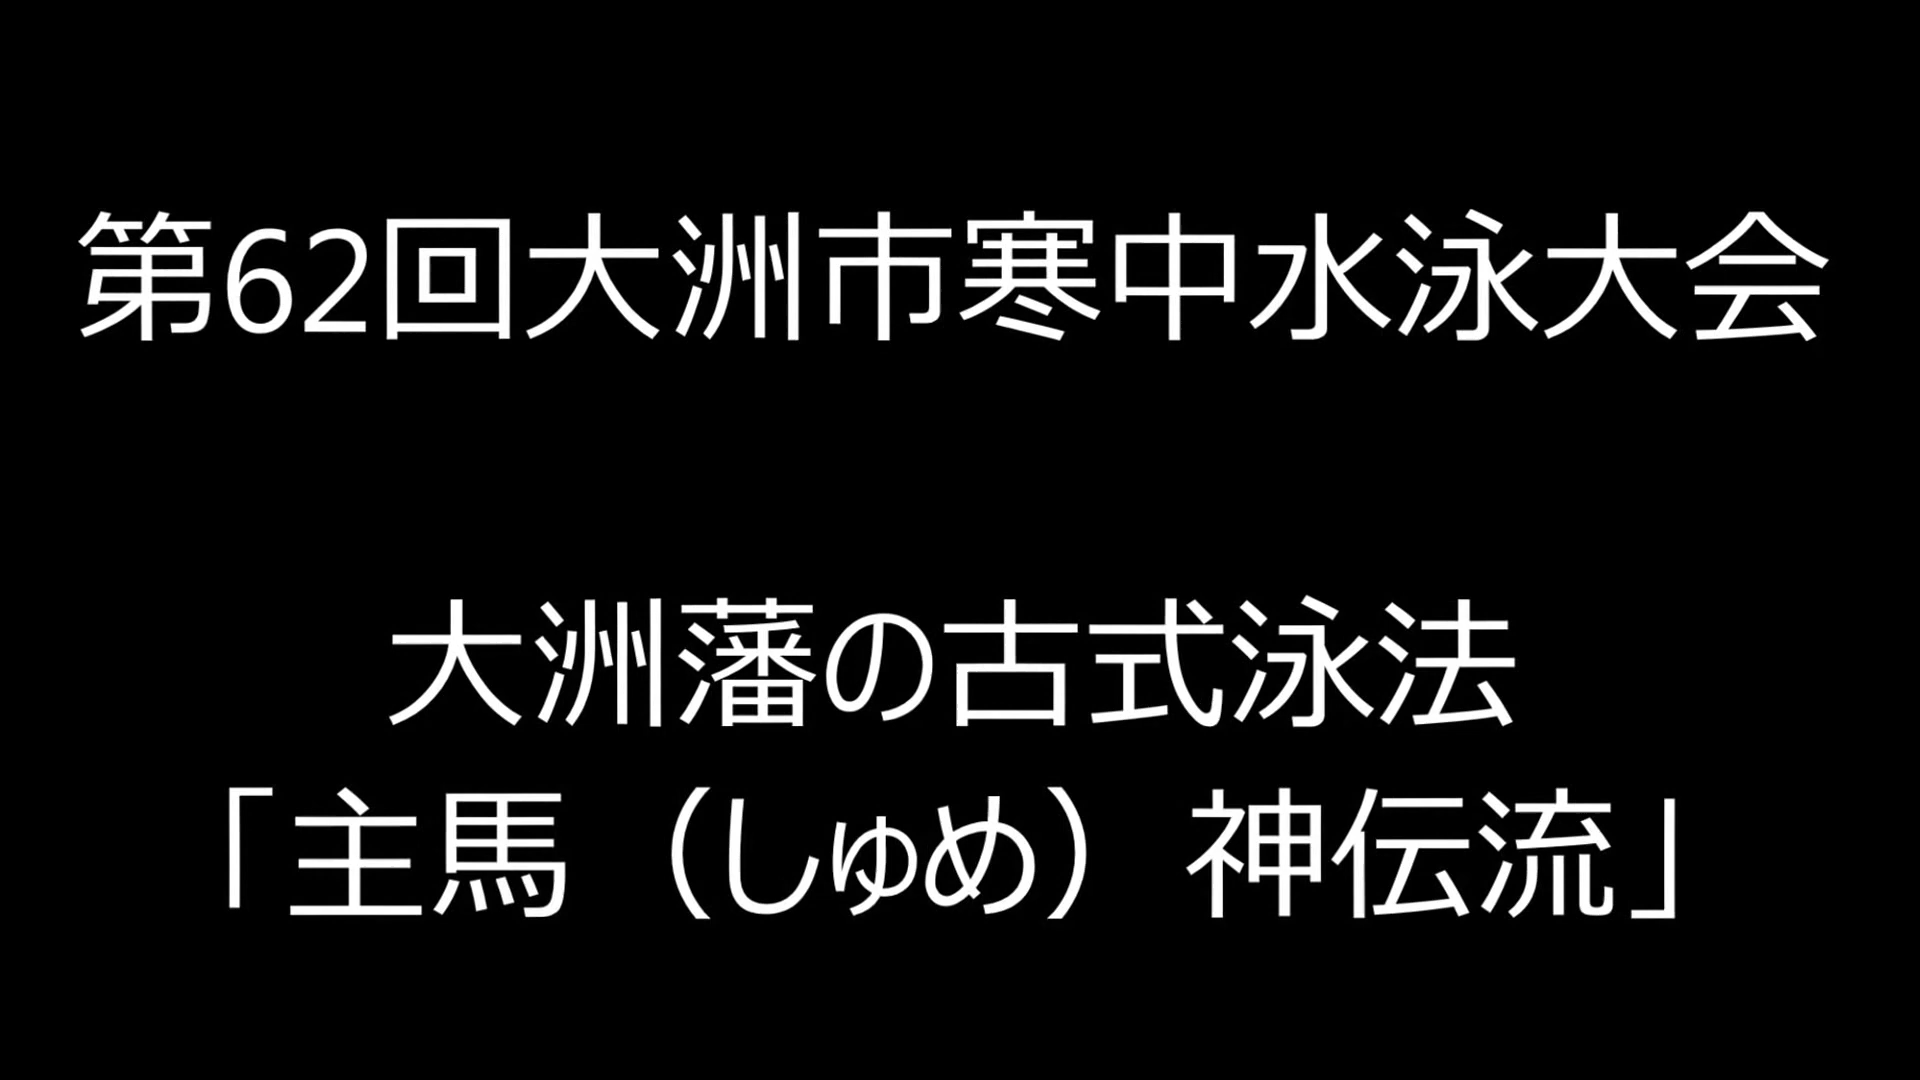 第62回大洲市寒中水泳大会
大洲藩の古式泳法
「主馬（しゅめ）神伝流」